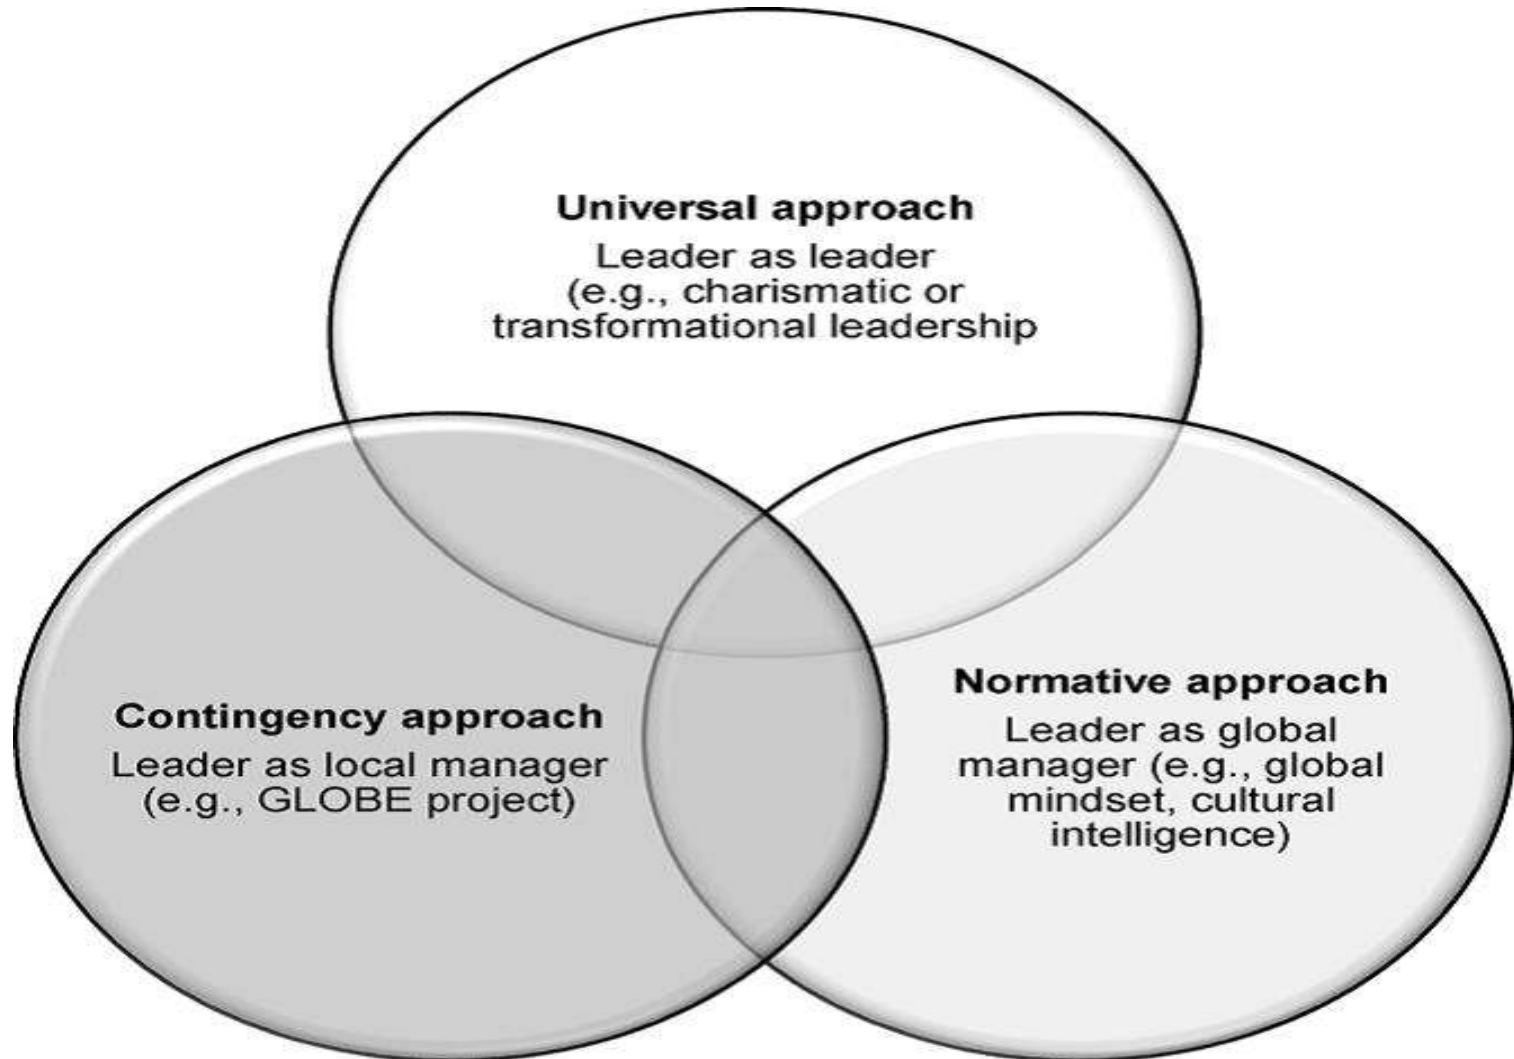 Universal approach
Leader as leader
(e.g., charismatic or
transformational leadership
Contingency approach
Leader as local manager
(e.g., GLOBE project)
Normative approach
Leader as global
manager (e.g., global
mindset, cultural
intelligence)